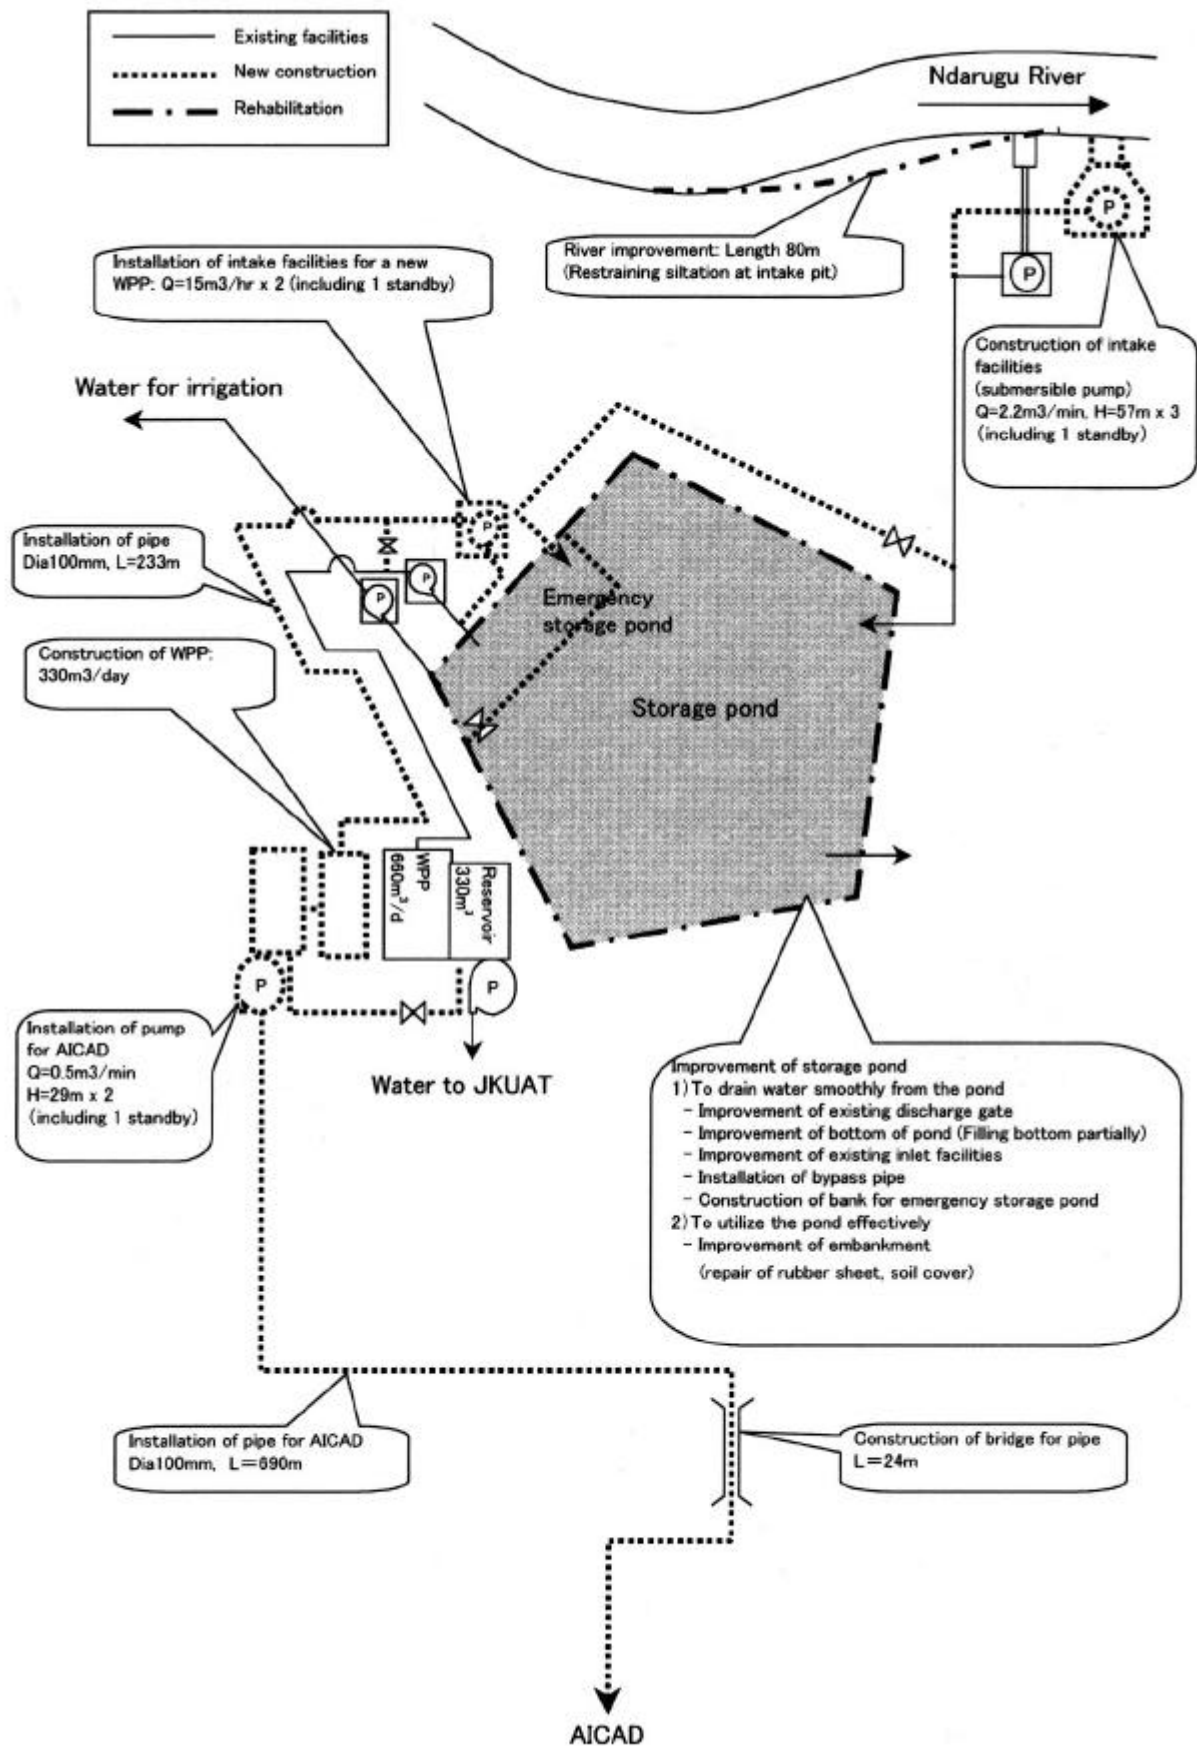 Existing facilities
New construction
Rehabilitation
Ndarugu River
P
P
River improvement: Length 80m
(Restraining siltation at intake pit)
Installation of intake facilities for a new
WPP: Q=15m3/hr x 2 (including 1 standby)
Construction of intake
facilities
(submersible pump)
Q=2.2m3/min, H=57m x 3
(including 1 standby)
Water for irrigation
P
P
P
Installation of pipe
Dia100mm, L=233m
Emergency
storage pond
Construction of WPP:
330m3/day
Storage pond
WPP
660m³/d
Reservoir
330m³
P
P
Installation of pump
for AICAD
Q=0.5m3/min
H=29m x 2
(including 1 standby)
Water to JKUAT
Improvement of storage pond
1) To drain water smoothly from the pond
- Improvement of existing discharge gate
- Improvement of bottom of pond (Filling bottom partially)
- Improvement of existing inlet facilities
- Installation of bypass pipe
- Construction of bank for emergency storage pond
2) To utilize the pond effectively
- Improvement of embankment
(repair of rubber sheet, soil cover)
Installation of pipe for AICAD
Dia100mm, L=690m
Construction of bridge for pipe
L=24m
AICAD